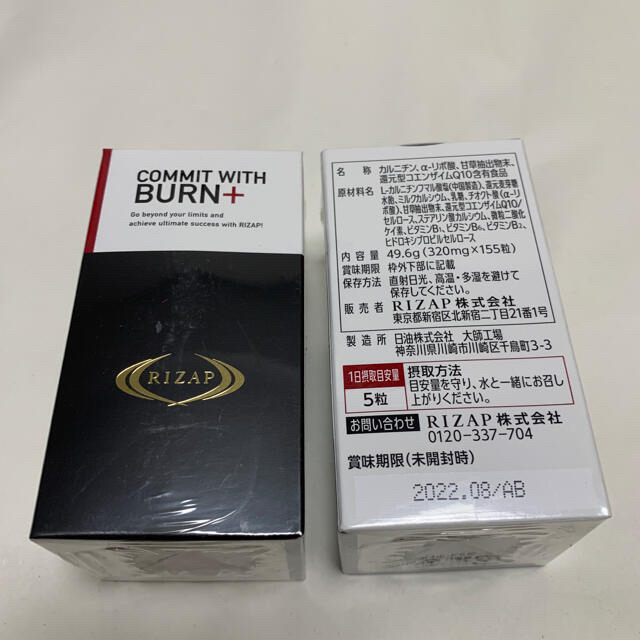 COMMIT WITH
BURN+
Go beyond your limits and
achieve ultimate success with RIZAP!
RIZAP
名 称 カルニチン、α-リポ酸、甘草抽出物末、
還元型コエンザイムQ10含有食品
原材料名 L-カルニチンフマル酸塩(中国製造)、還元麦芽糖
水飴、ミルクカルシウム、乳糖、チオクト酸(α-リ
ポ酸)、甘草抽出物末、還元型コエンザイムQ10/
セルロース、ステアリン酸カルシウム、微粒二酸化
ケイ素、ビタミンB1、ビタミンB6、ビタミンB2、
ヒドロキシプロピルセルロース
内容量 49.6g(320mg×155粒)
賞味期限 枠外下部に記載
保存方法 直射日光、高温・多湿を避けて
保存してください。
販売者 RIZAP株式会社
東京都新宿区北新宿二丁目21番1号
製造所 日油株式会社 大師工場
神奈川県川崎市川崎区千鳥町3-3
1日摂取目安量
5粒
摂取方法
目安量を守り、水と一緒にお召し
上がりください。
お問い合わせ RIZAP株式会社
0120-337-704
賞味期限(未開封時)
2022.08/AB